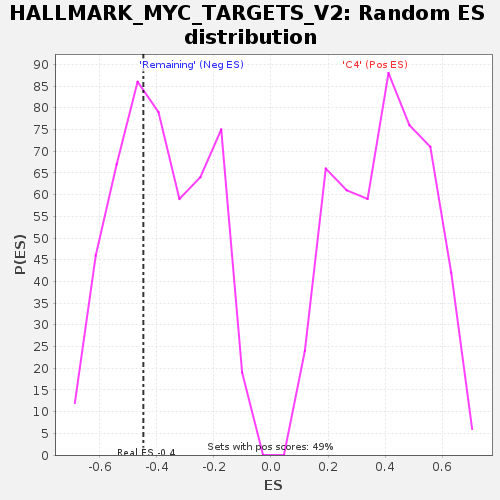 HALLMARK_MYC_TARGETS_V2: Random ES
distribution
'Remaining' (Neg ES)
'C4' (Pos ES)
90
85
80
75
70
65
60
55
50
45
40
35
30
25
20
15
10
5
0
P(ES)
Sets with pos scores: 49%
Real ES -0.4
-0.6 -0.4 -0.2 0.0 0.2 0.4 0.6
ES